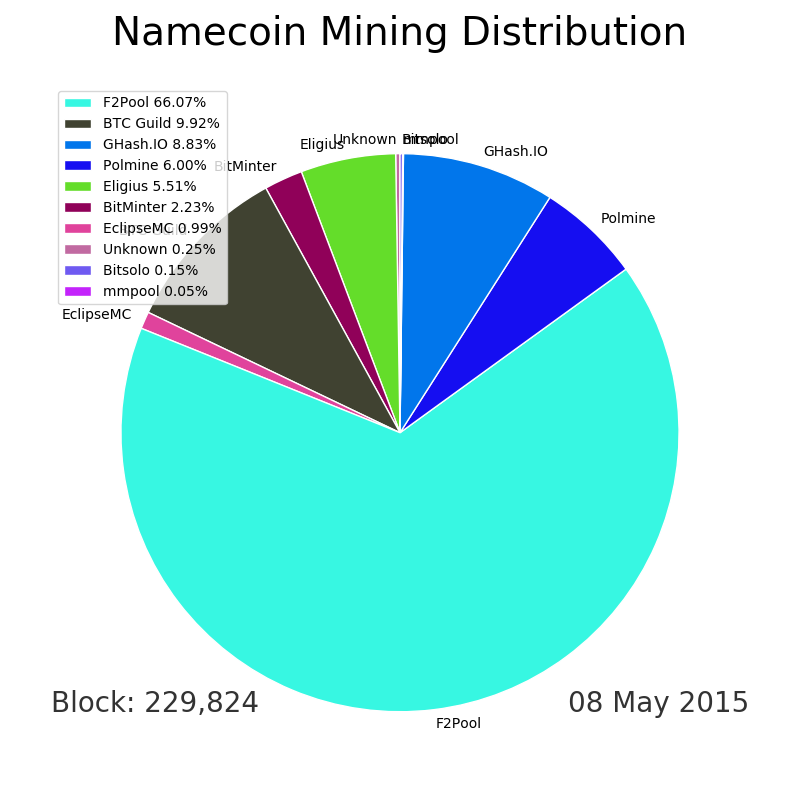 Namecoin Mining Distribution
F2Pool 66.07%
BTC Guild 9.92%
GHash.IO 8.83%
Polmine 6.00%
Eligius 5.51%
BitMinter 2.23%
EclipseMC 0.99%
Unknown 0.25%
Bitsolo 0.15%
mmpool 0.05%
Unknown
Bitsolo
mmpool
Eligius
GHash.IO
BitMinter
Polmine
EclipseMC
Block: 229,824
08 May 2015
F2Pool